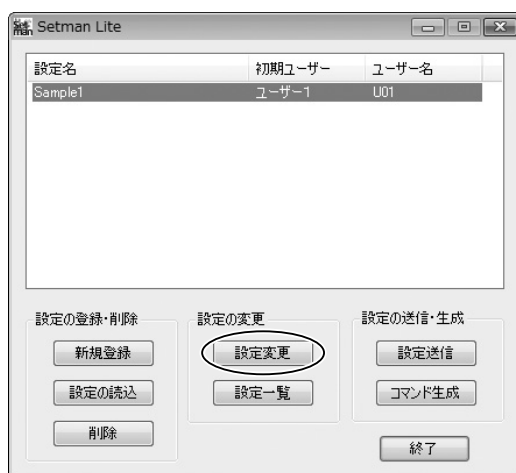 Setman Lite
設定名 初期ユーザー ユーザー名
Sample1 ユーザー1 U01
設定の登録・削除 設定の変更 設定の送信・生成
新規登録 設定変更 設定送信
設定の読込 設定一覧 コマンド生成
削除
終了